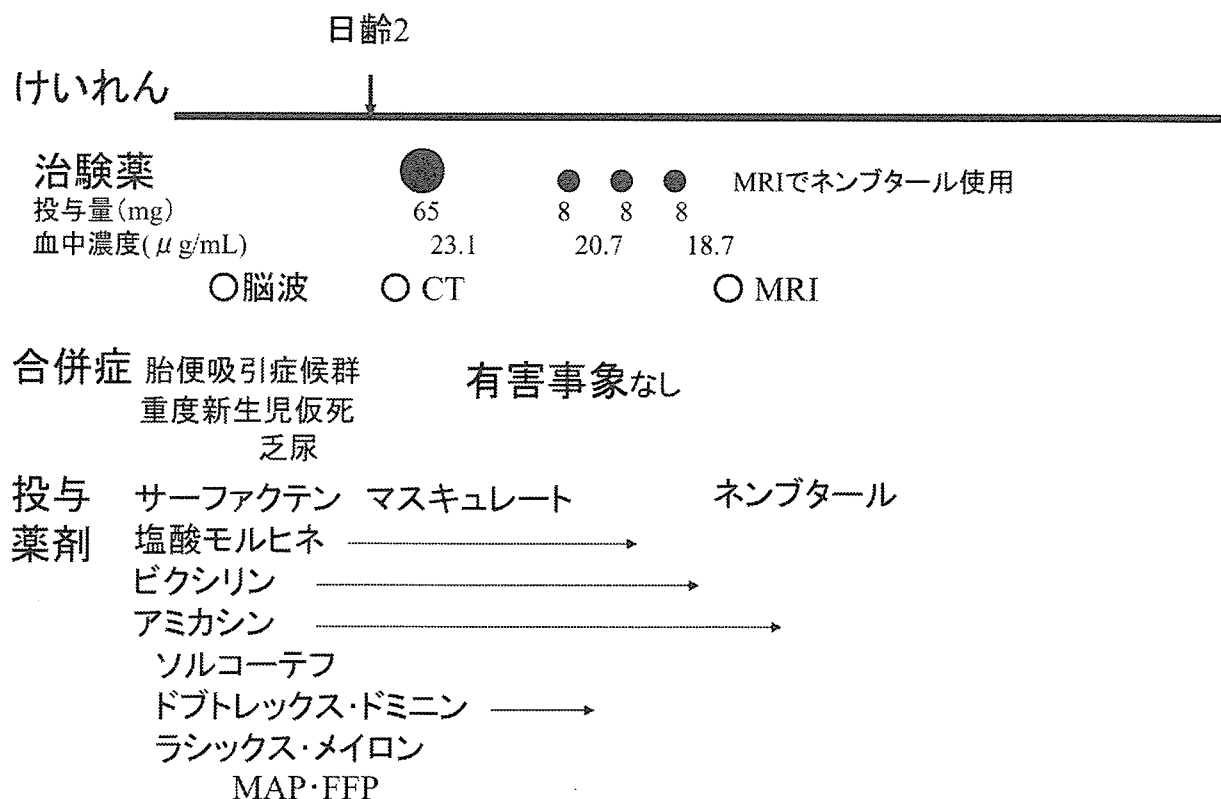 日齢2
けいれん
治験薬 MRIでネンブタール使用
投与量(mg) 65 8 8 8
血中濃度(μg/mL) 23.1 20.7 18.7
○脳波 ○ CT ○ MRI
合併症 胎便吸引症候群 有害事象なし
重度新生児仮死
乏尿
投与 サーファクテン マスキュレート ネンブタール
薬剤 塩酸モルヒネ
ビクシリン
アミカシン
ソルコーテフ
ドブトレックス・ドミニン
ラシックス・メイロン
MAP・FFP